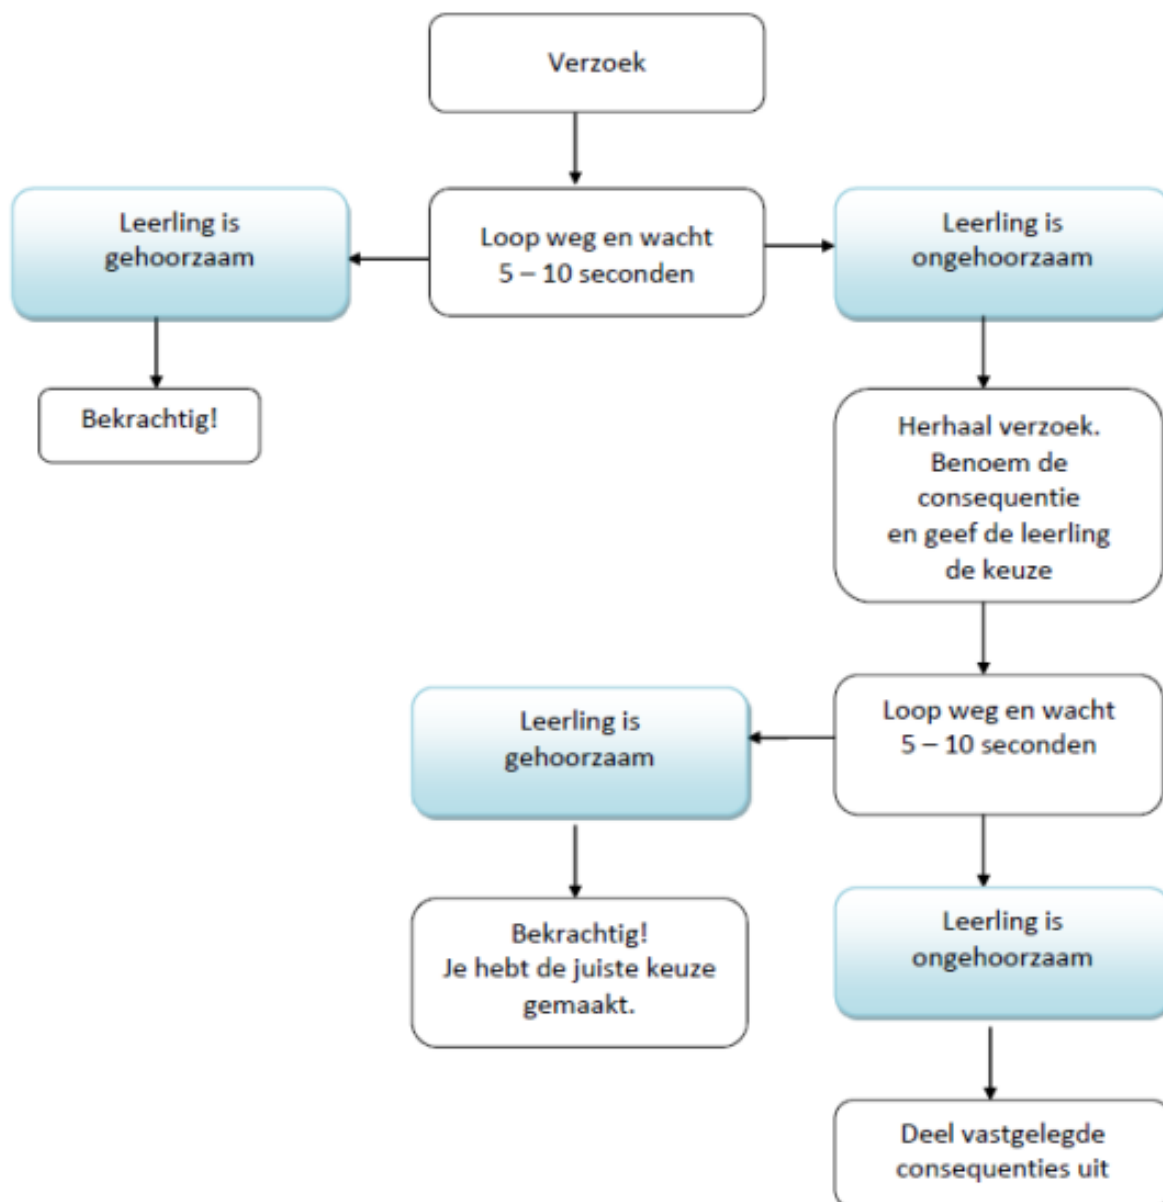 Verzoek
Leerling is
gehoorzaam
Loop weg en wacht
5 – 10 seconden
Leerling is
ongehoorzaam
Bekrachtig!
Herhaal verzoek.
Benoem de
consequentie
en geef de leerling
de keuze
Leerling is
gehoorzaam
Loop weg en wacht
5 – 10 seconden
Bekrachtig!
Je hebt de juiste keuze
gemaakt.
Leerling is
ongehoorzaam
Deel vastgelegde
consequenties uit